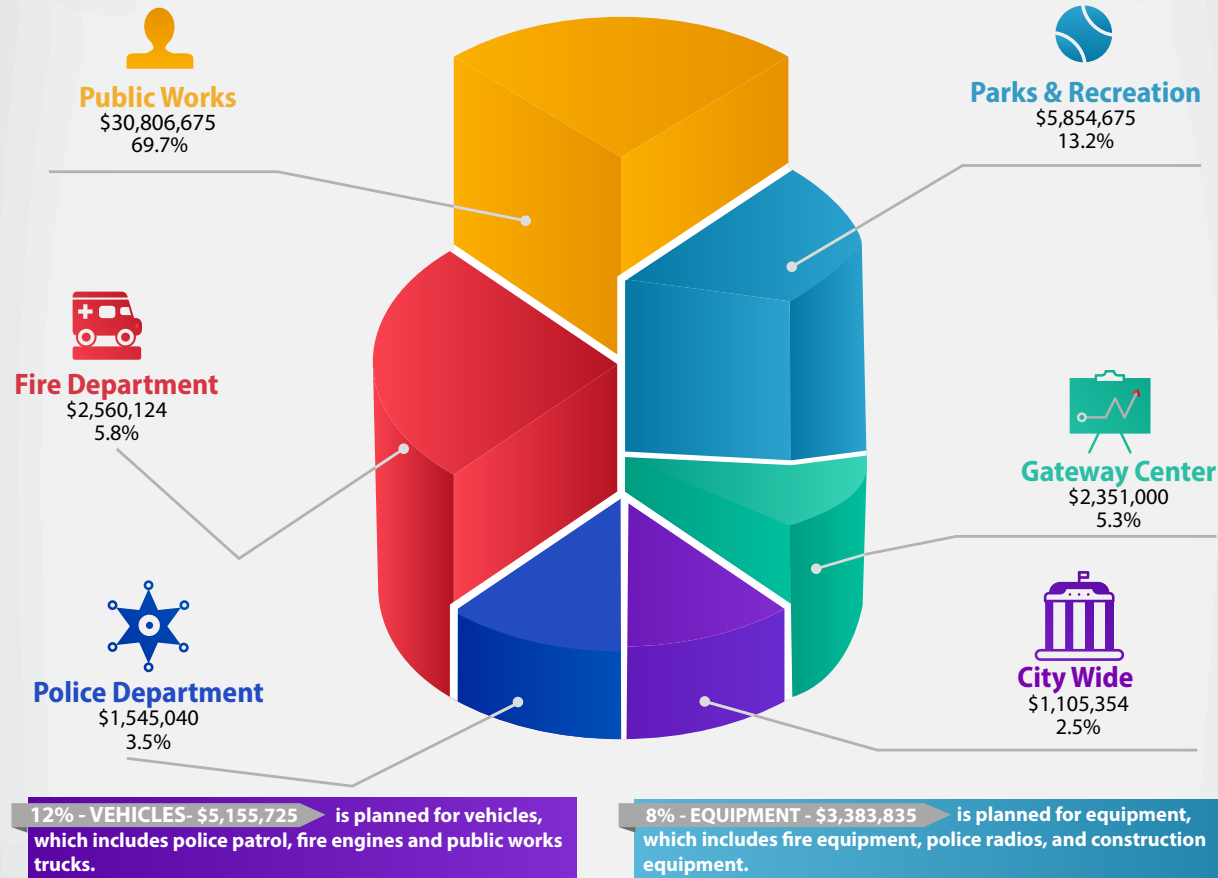 Public Works
$30,806,675
69.7%
Parks & Recreation
$5,854,675
13.2%
Fire Department
$2,560,124
5.8%
Gateway Center
$2,351,000
5.3%
Police Department
$1,545,040
3.5%
City Wide
$1,105,354
2.5%
12% - VEHICLES- $5,155,725 is planned for vehicles,
which includes police patrol, fire engines and public works
trucks.
8% - EQUIPMENT - $3,383,835 is planned for equipment,
which includes fire equipment, police radios, and construction
equipment.